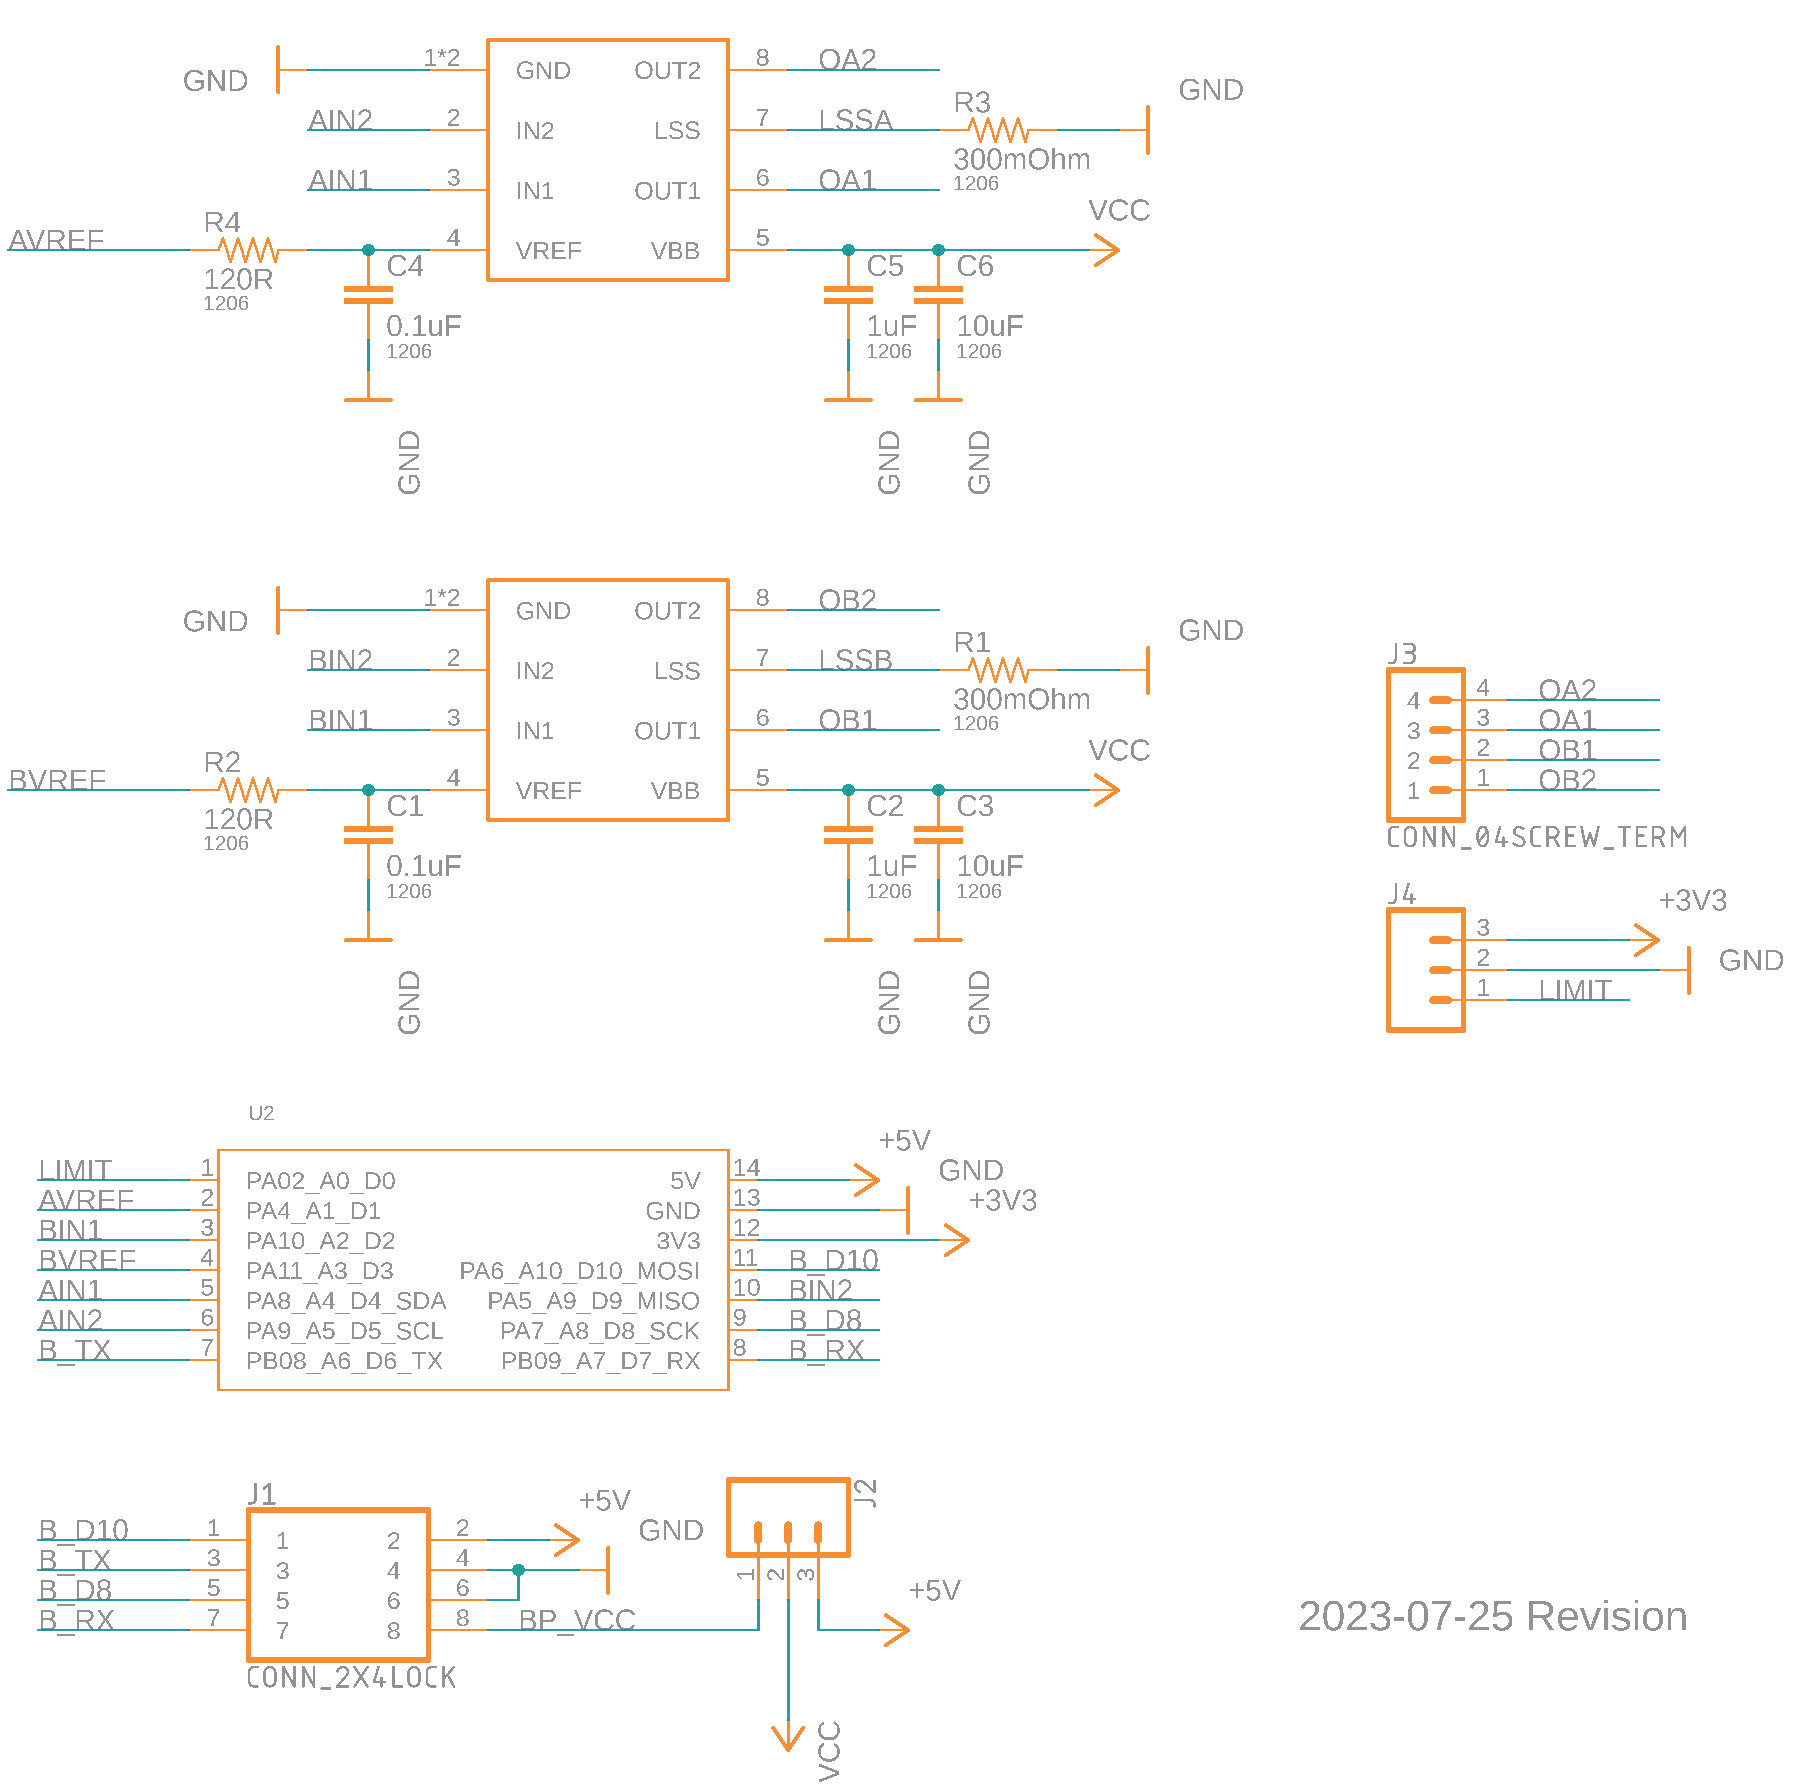 GND
1*2
GND
OUT2
8
OA2
AIN2
2
IN2
LSS
7
LSSA
R3
300mOhm
1206
GND
AIN1
3
IN1
OUT1
6
OA1
AVREF
R4
120R
1206
4
VREF
VBB
5
VCC
C4
0.1uF
1206
GND
C5
1uF
1206
GND
C6
10uF
1206
GND
GND
1*2
GND
OUT2
8
OB2
BIN2
2
IN2
LSS
7
LSSB
R1
300mOhm
1206
GND
BIN1
3
IN1
OUT1
6
OB1
BVREF
R2
120R
1206
4
VREF
VBB
5
VCC
C1
0.1uF
1206
GND
C2
1uF
1206
GND
C3
10uF
1206
GND
J3
4 4 OA2
3 3 OA1
2 2 OB1
1 1 OB2
CONN_04SCREW_TERM
J4
3 +3V3
2 GND
1 LIMIT
U2
LIMIT 1 PA02_A0_D0 5V 14 +5V
AVREF 2 PA4_A1_D1 GND 13 GND
BIN1 3 PA10_A2_D2 3V3 12 +3V3
BVREF 4 PA11_A3_D3 PA6_A10_D10_MOSI 11 B_D10
AIN1 5 PA8_A4_D4_SDA PA5_A9_D9_MISO 10 BIN2
AIN2 6 PA9_A5_D5_SCL PA7_A8_D8_SCK 9 B_D8
B_TX 7 PB08_A6_D6_TX PB09_A7_D7_RX 8 B_RX
J1
B_D10 1 1 2 2 +5V
B_TX 3 3 4 4 GND
B_D8 5 5 6 6
B_RX 7 7 8 8 BP_VCC
CONN_2X4LOCK
J2
1
2
3
+5V
VCC
2023-07-25 Revision